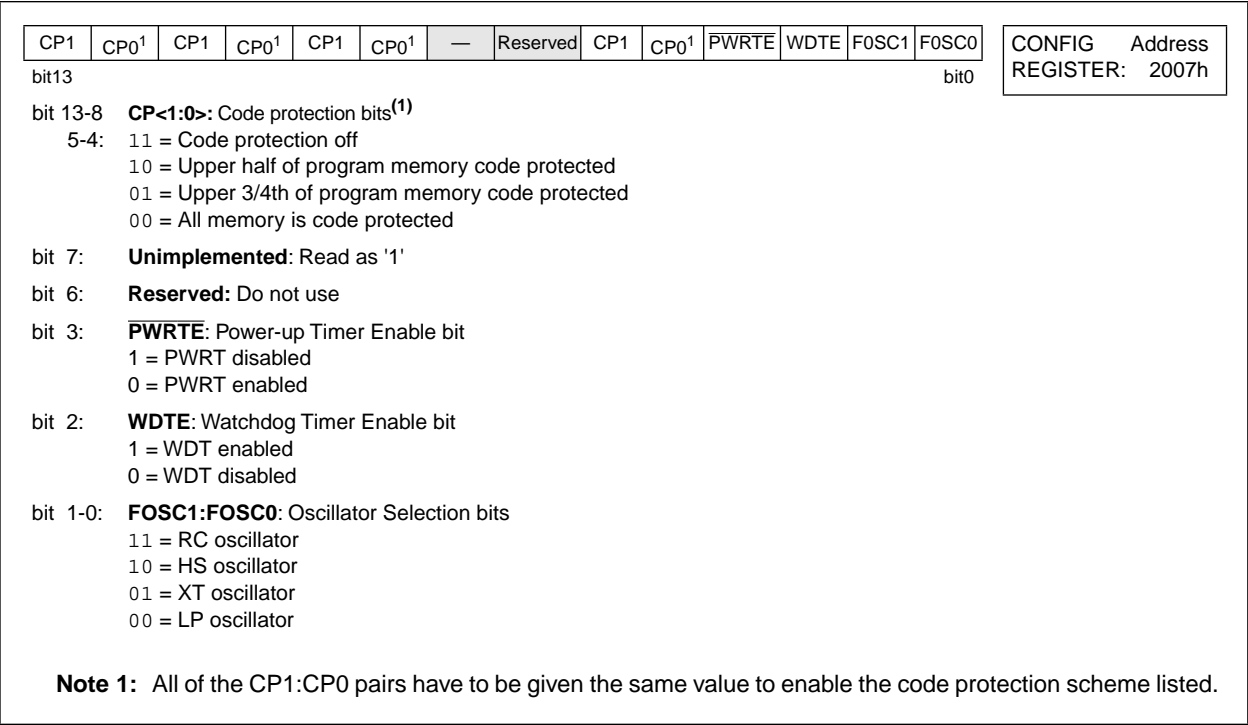 CP1 CP0¹ CP1 CP0¹ CP1 CP0¹ — Reserved CP1 CP0¹ PWRTE WDTE F0SC1 F0SC0
bit13 bit0
CONFIG Address
REGISTER: 2007h
bit 13-8 CP<1:0>: Code protection bits(1)
5-4: 11 = Code protection off
10 = Upper half of program memory code protected
01 = Upper 3/4th of program memory code protected
00 = All memory is code protected
bit 7: Unimplemented: Read as '1'
bit 6: Reserved: Do not use
bit 3: PWRTE: Power-up Timer Enable bit
1 = PWRT disabled
0 = PWRT enabled
bit 2: WDTE: Watchdog Timer Enable bit
1 = WDT enabled
0 = WDT disabled
bit 1-0: FOSC1:FOSC0: Oscillator Selection bits
11 = RC oscillator
10 = HS oscillator
01 = XT oscillator
00 = LP oscillator
Note 1: All of the CP1:CP0 pairs have to be given the same value to enable the code protection scheme listed.